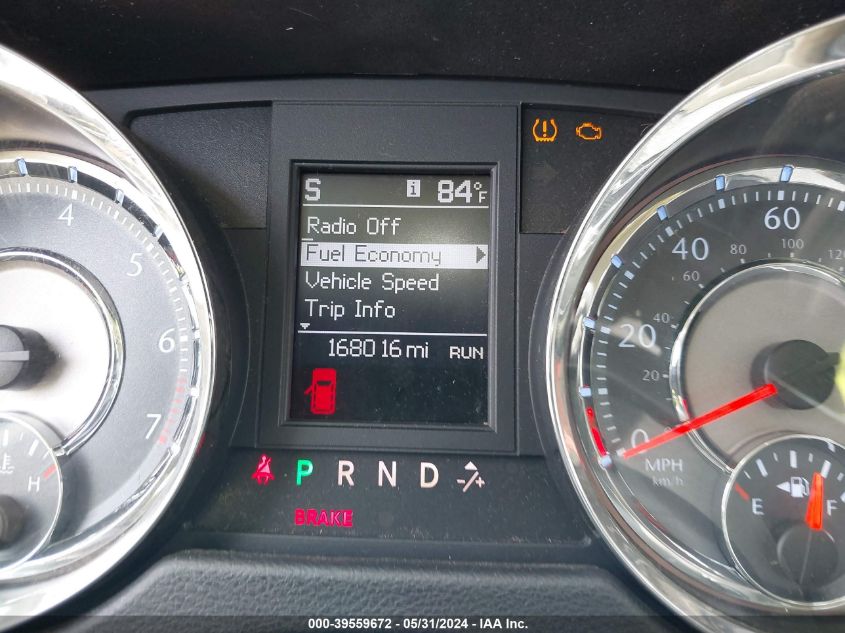 S i 84°F
Radio Off
Fuel Economy
Vehicle Speed
Trip Info
168016 mi RUN
P R N D -/+
BRAKE
4
5
6
7
H
0
20
40
60
20
40
60
80
100
120
MPH
km/h
E F
000-39559672 - 05/31/2024 - IAA Inc.